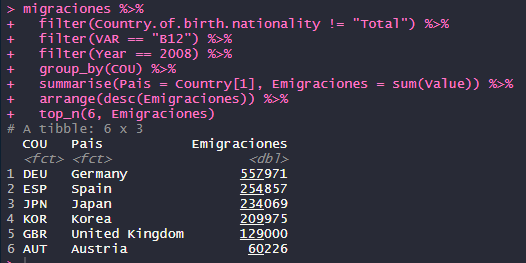 > migraciones %>%
+   filter(Country.of.birth.nationality != "Total") %>%
+   filter(VAR == "B12") %>%
+   filter(Year == 2008) %>%
+   group_by(COU) %>%
+   summarise(Pais = Country[1], Emigraciones = sum(Value)) %>%
+   arrange(desc(Emigraciones)) %>%
+   top_n(6, Emigraciones)
# A tibble: 6 x 3
  COU   Pais           Emigraciones
  <fct> <fct>                 <dbl>
1 DEU   Germany              557971
2 ESP   Spain                254857
3 JPN   Japan                234069
4 KOR   Korea                209975
5 GBR   United Kingdom       129000
6 AUT   Austria               60226
>